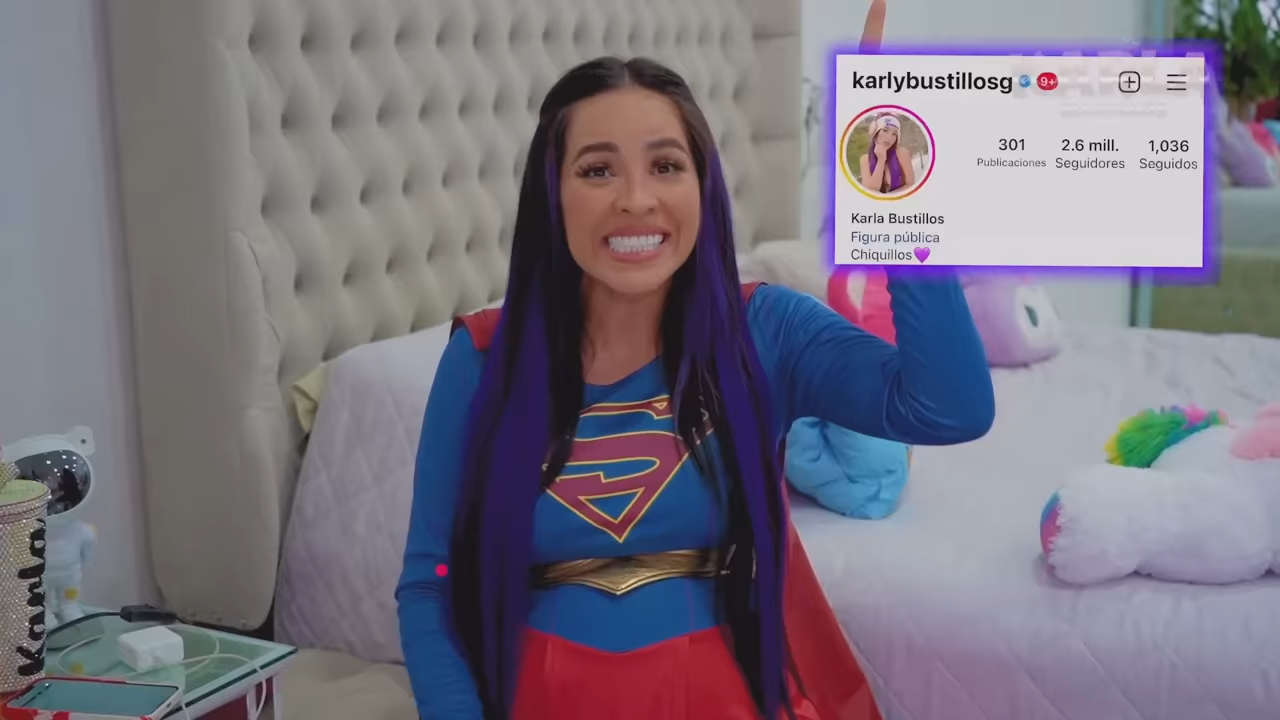 karlybustillosg 9+
301 2.6 mill. 1,036
Publicaciones Seguidores Seguidos
Karla Bustillos
Figura pública
Chiquillos💜
Karla